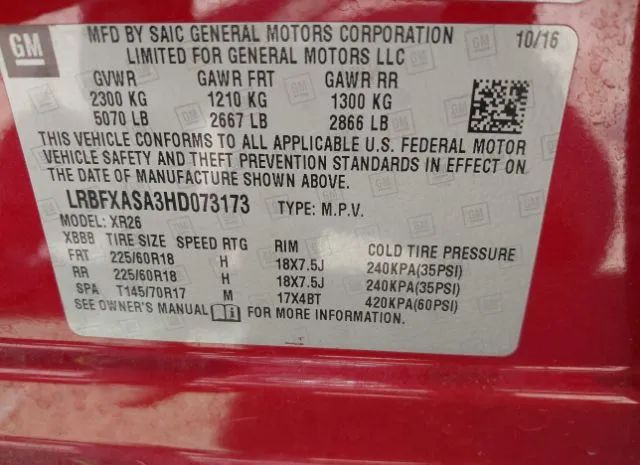 GM
MFD BY SAIC GENERAL MOTORS CORPORATION 10/16
LIMITED FOR GENERAL MOTORS LLC
GVWR GAWR FRT GAWR RR
2300 KG 1210 KG 1300 KG
5070 LB 2667 LB 2866 LB
THIS VEHICLE CONFORMS TO ALL APPLICABLE U.S. FEDERAL MOTOR
VEHICLE SAFETY AND THEFT PREVENTION STANDARDS IN EFFECT ON
THE DATE OF MANUFACTURE SHOWN ABOVE.
LRBFXASA3HD073173 TYPE: M.P.V.
MODEL: XR26
XBBB TIRE SIZE SPEED RTG RIM COLD TIRE PRESSURE
FRT 225/60R18 H 18X7.5J 240KPA(35PSI)
RR 225/60R18 H 18X7.5J 240KPA(35PSI)
SPA T145/70R17 M 17X4BT 420KPA(60PSI)
SEE OWNER'S MANUAL i FOR MORE INFORMATION.